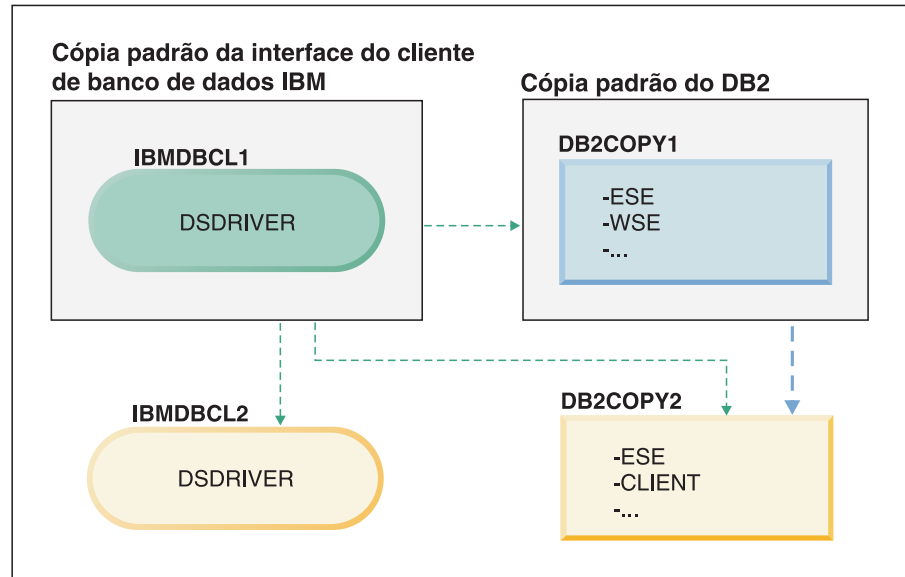 Cópia padrão da interface do cliente
de banco de dados IBM
IBMDBCL1
DSDRIVER
Cópia padrão do DB2
DB2COPY1
-ESE
-WSE
-...
IBMDBCL2
DSDRIVER
DB2COPY2
-ESE
-CLIENT
-...